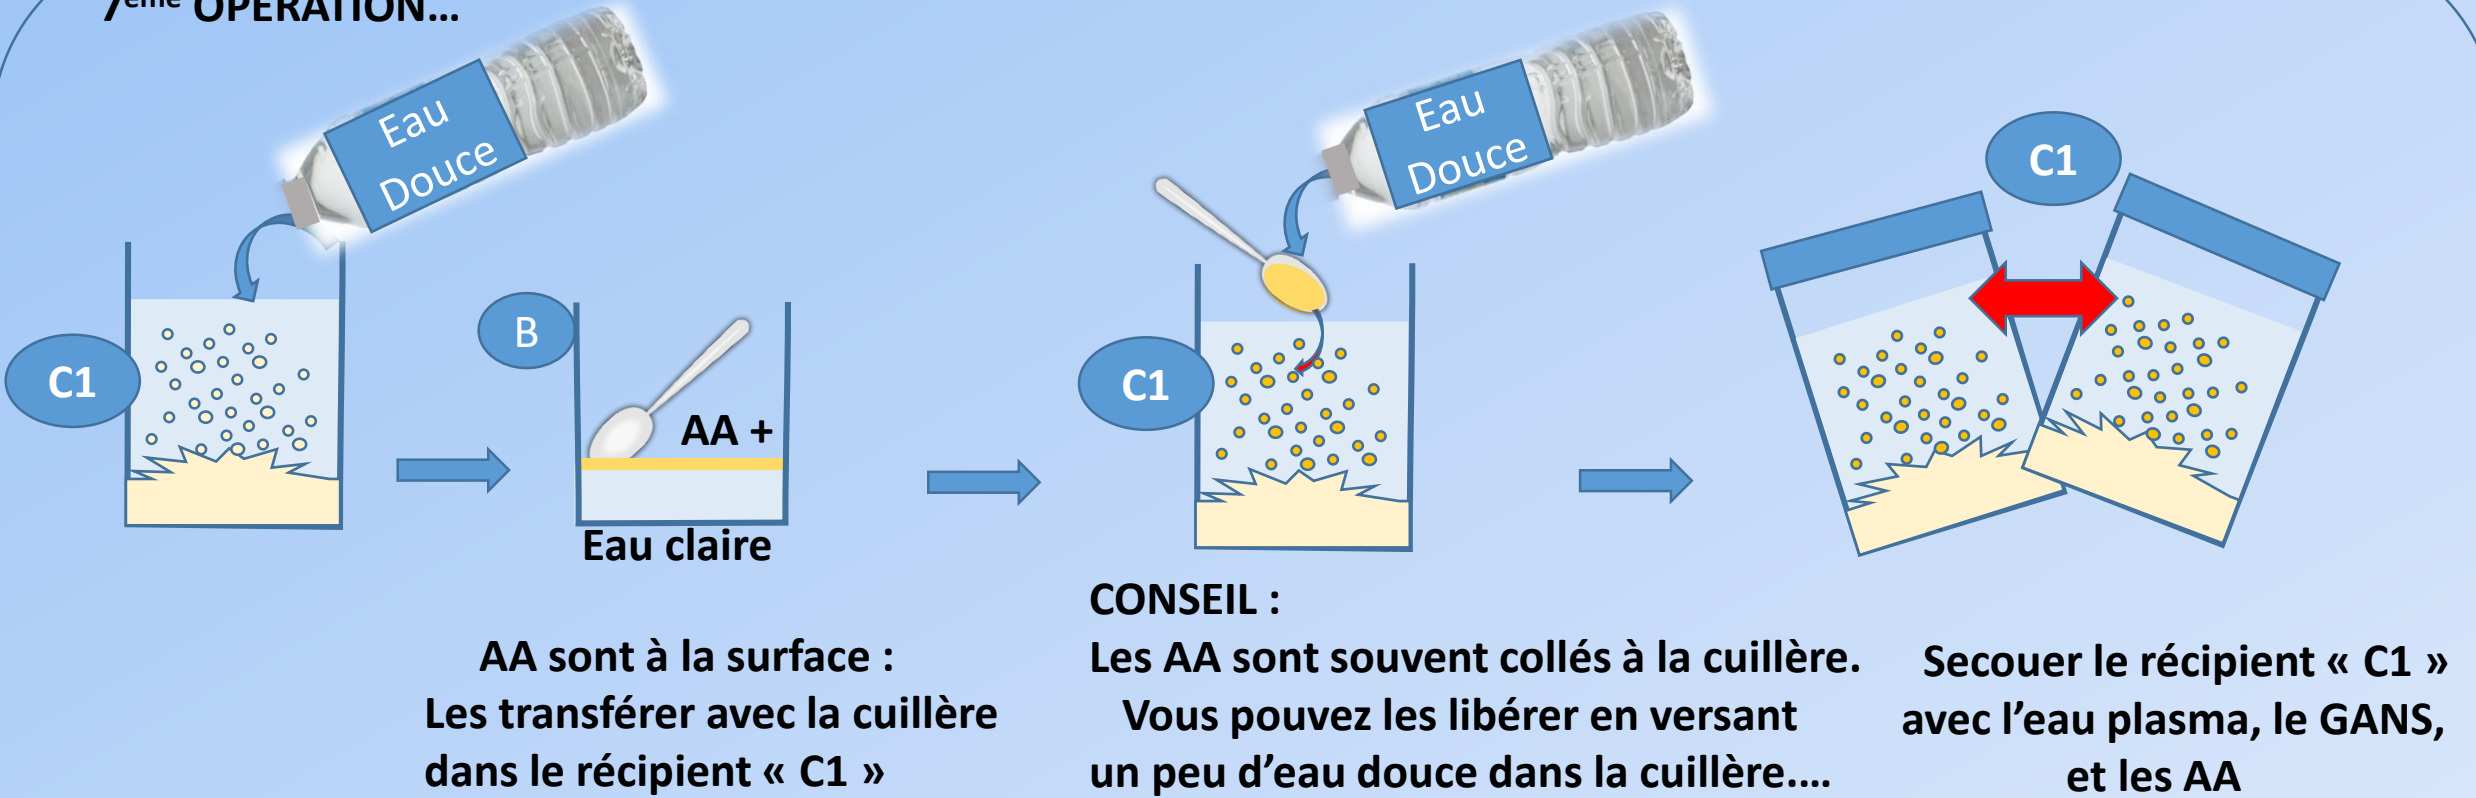 7ème OPERATION...
Eau
Douce
C1
B
AA +
Eau claire
AA sont à la surface :
Les transférer avec la cuillère
dans le récipient « C1 »
Eau
Douce
C1
CONSEIL :
Les AA sont souvent collés à la cuillère.
Vous pouvez les libérer en versant
un peu d’eau douce dans la cuillère....
C1
Secouer le récipient « C1 »
avec l’eau plasma, le GANS,
et les AA